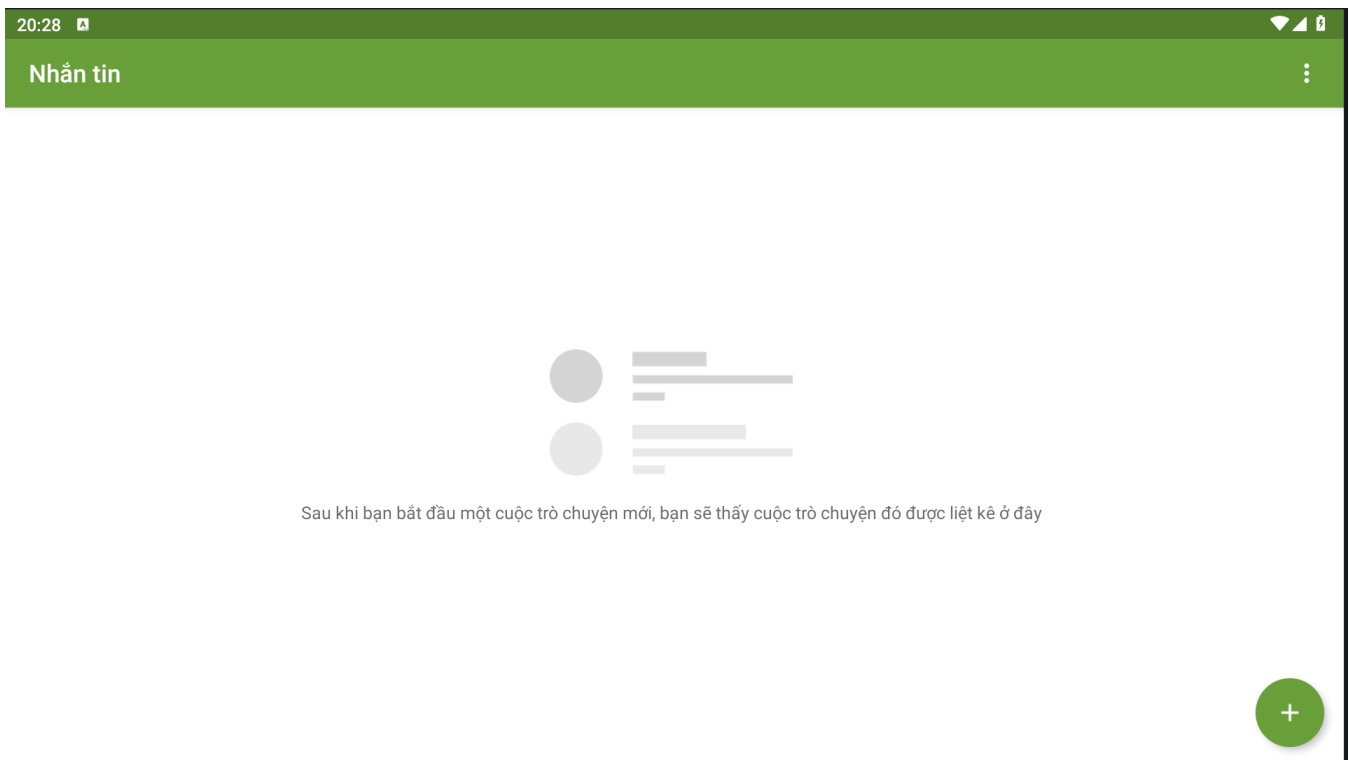 20:28
Nhắn tin
Sau khi bạn bắt đầu một cuộc trò chuyện mới, bạn sẽ thấy cuộc trò chuyện đó được liệt kê ở đây